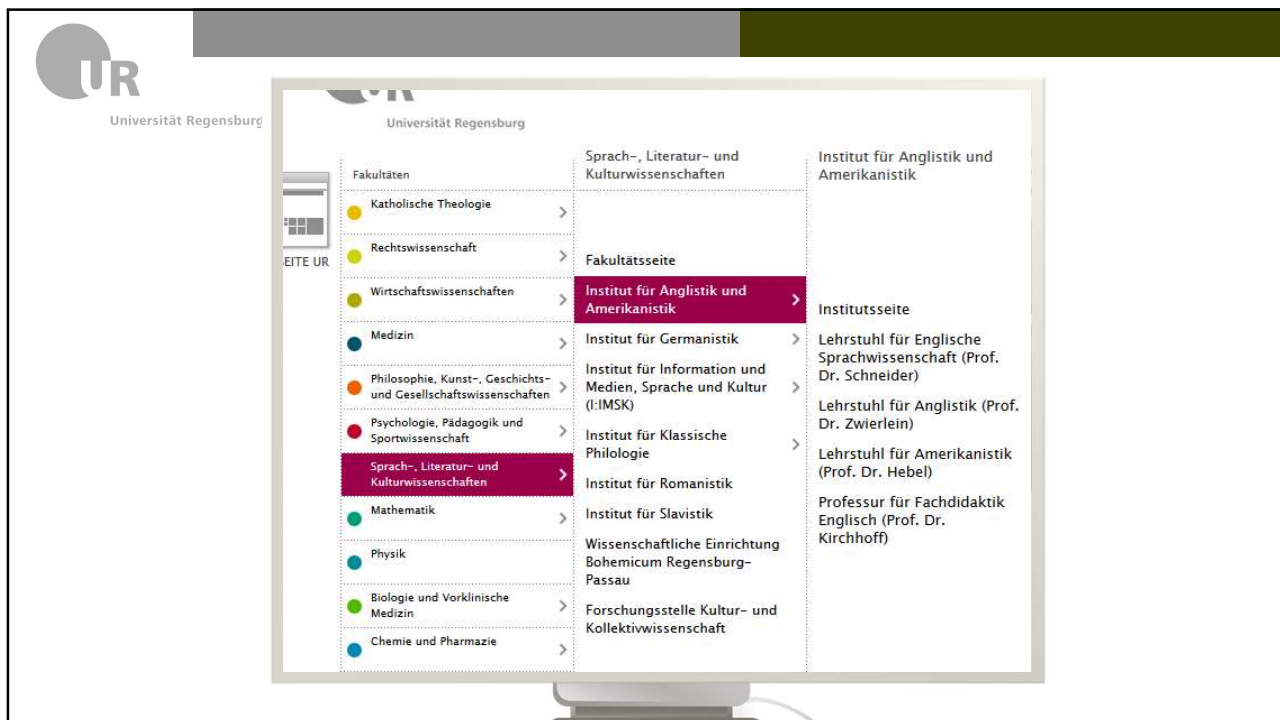 UR
Universität Regensburg
UR
Universität Regensburg
EITE UR
Fakultäten
Katholische Theologie
Rechtswissenschaft
Wirtschaftswissenschaften
Medizin
Philosophie, Kunst-, Geschichts-
und Gesellschaftswissenschaften
Psychologie, Pädagogik und
Sportwissenschaft
Sprach-, Literatur- und
Kulturwissenschaften
Mathematik
Physik
Biologie und Vorklinische
Medizin
Chemie und Pharmazie
Sprach-, Literatur- und
Kulturwissenschaften
Fakultätsseite
Institut für Anglistik und
Amerikanistik
Institut für Germanistik
Institut für Information und
Medien, Sprache und Kultur
(I:IMSK)
Institut für Klassische
Philologie
Institut für Romanistik
Institut für Slavistik
Wissenschaftliche Einrichtung
Bohemicum Regensburg-
Passau
Forschungsstelle Kultur- und
Kollektivwissenschaft
Institut für Anglistik und
Amerikanistik
Institutsseite
Lehrstuhl für Englische
Sprachwissenschaft (Prof.
Dr. Schneider)
Lehrstuhl für Anglistik (Prof.
Dr. Zwierlein)
Lehrstuhl für Amerikanistik
(Prof. Dr. Hebel)
Professur für Fachdidaktik
Englisch (Prof. Dr.
Kirchhoff)